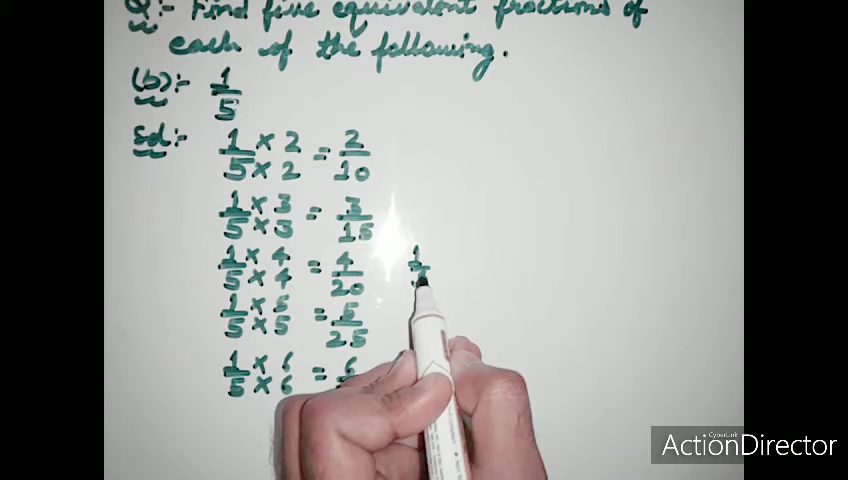 Q:- Find five equivalent fractions of
each of the following.
(b):- 1/5
Sol:- 1/5 × 2/2 = 2/10
1/5 × 3/3 = 3/15
1/5 × 4/4 = 4/20 1
1/5 × 5/5 = 5/25
1/5 × 6/6 = 6
CyberLink
ActionDirector